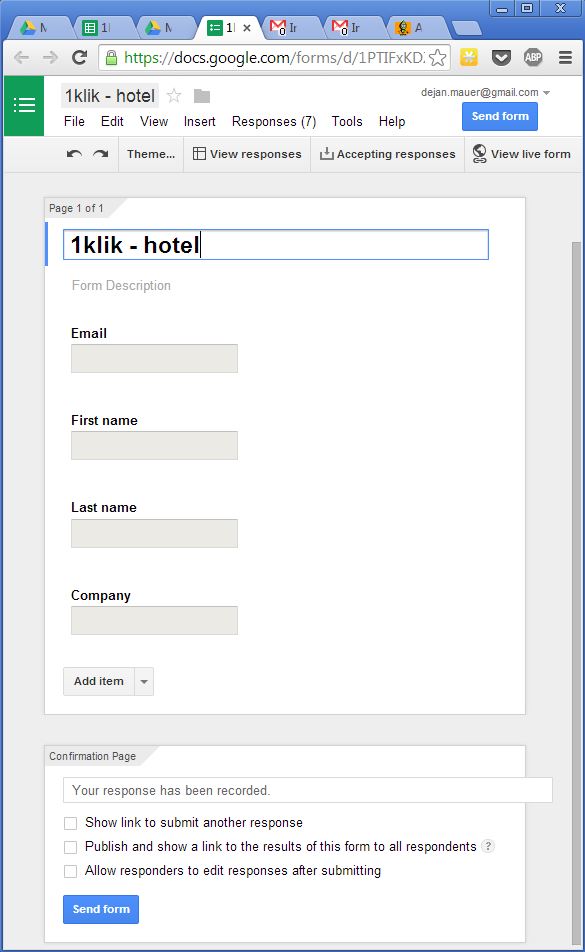 M
1l
M
1l
Ir
Ir
A
https://docs.google.com/forms/d/1PTIFxKD
ABP
1klik - hotel
dejan.mauer@gmail.com
File Edit View Insert Responses (7) Tools Help
Send form
Theme... View responses Accepting responses View live form
Page 1 of 1
1klik - hotel
Form Description
Email
First name
Last name
Company
Add item
Confirmation Page
Your response has been recorded.
Show link to submit another response
Publish and show a link to the results of this form to all respondents ?
Allow responders to edit responses after submitting
Send form